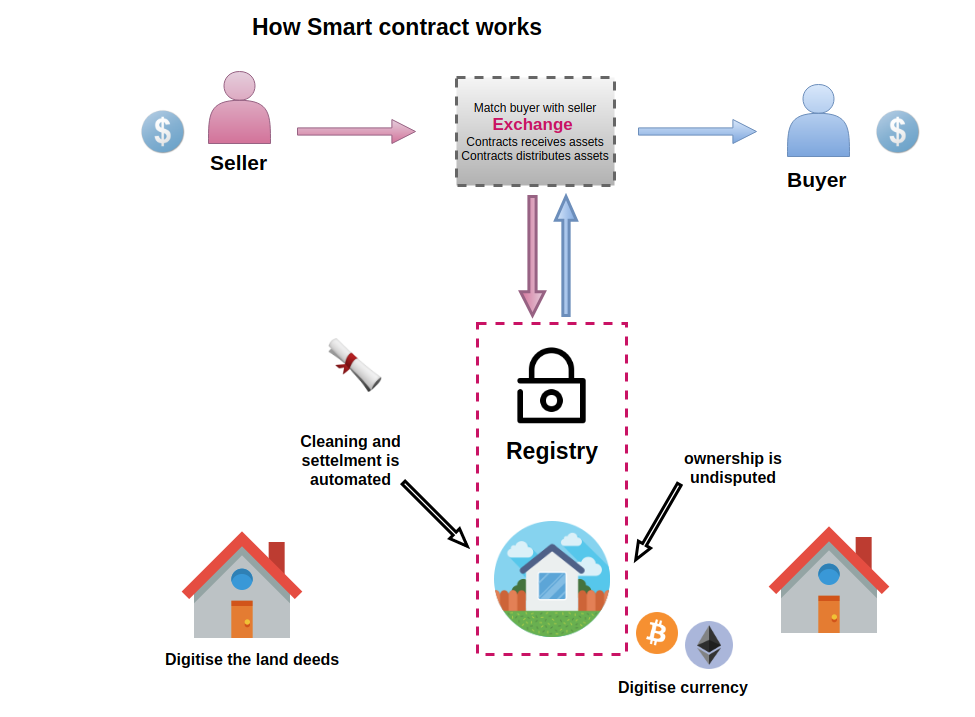 How Smart contract works
Match buyer with seller
Exchange
Contracts receives assets
Contracts distributes assets
$
Seller
Buyer
$
Registry
Cleaning and
settelment is
automated
ownership is
undisputed
Digitise the land deeds
Digitise currency